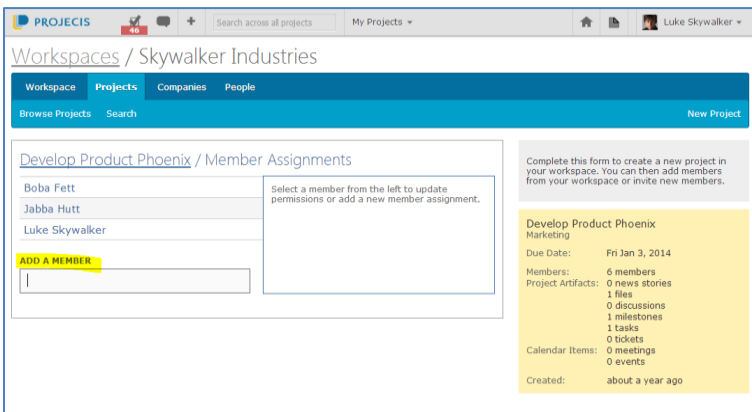 PROJECIS
46
Search across all projects
My Projects
Luke Skywalker
Workspaces / Skywalker Industries
Workspace Projects Companies People
Browse Projects Search
New Project
Develop Product Phoenix / Member Assignments
Boba Fett
Jabba Hutt
Luke Skywalker
ADD A MEMBER
Select a member from the left to update
permissions or add a new member assignment.
Complete this form to create a new project in
your workspace. You can then add members
from your workspace or invite new members.
Develop Product Phoenix
Marketing
Due Date: Fri Jan 3, 2014
Members: 6 members
Project Artifacts: 0 news stories
1 files
0 discussions
1 milestones
1 tasks
0 tickets
Calendar Items: 0 meetings
0 events
Created: about a year ago